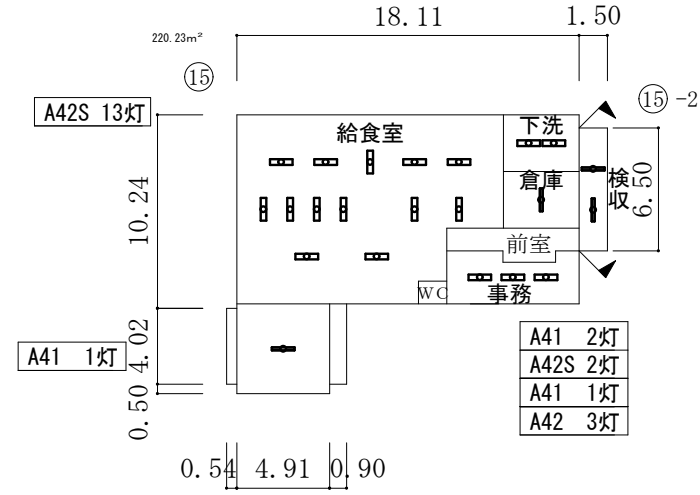 18.11
1.50
220.23m²
15
15 -2
A42S 13灯
給食室
下洗
倉庫
検収
6.50
10.24
前室
WC
事務
A41 1灯
4.02
0.50
A41 2灯
A42S 2灯
A41 1灯
A42 3灯
0.54
4.91
0.90